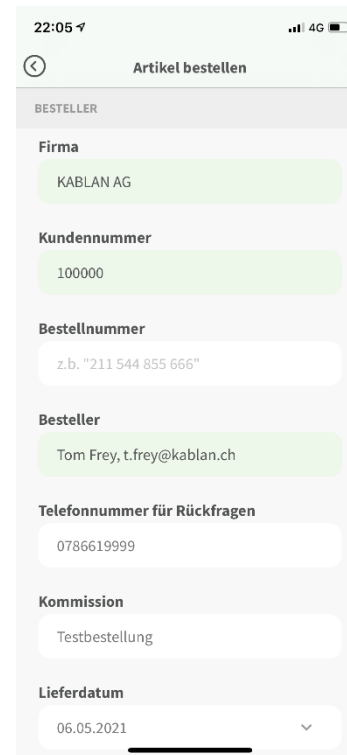 22:05 4G
Artikel bestellen
BESTELLER
Firma
KABLAN AG
Kundennummer
100000
Bestellnummer
z.b. "211 544 855 666"
Besteller
Tom Frey, t.frey@kablan.ch
Telefonnummer für Rückfragen
0786619999
Kommission
Testbestellung
Lieferdatum
06.05.2021